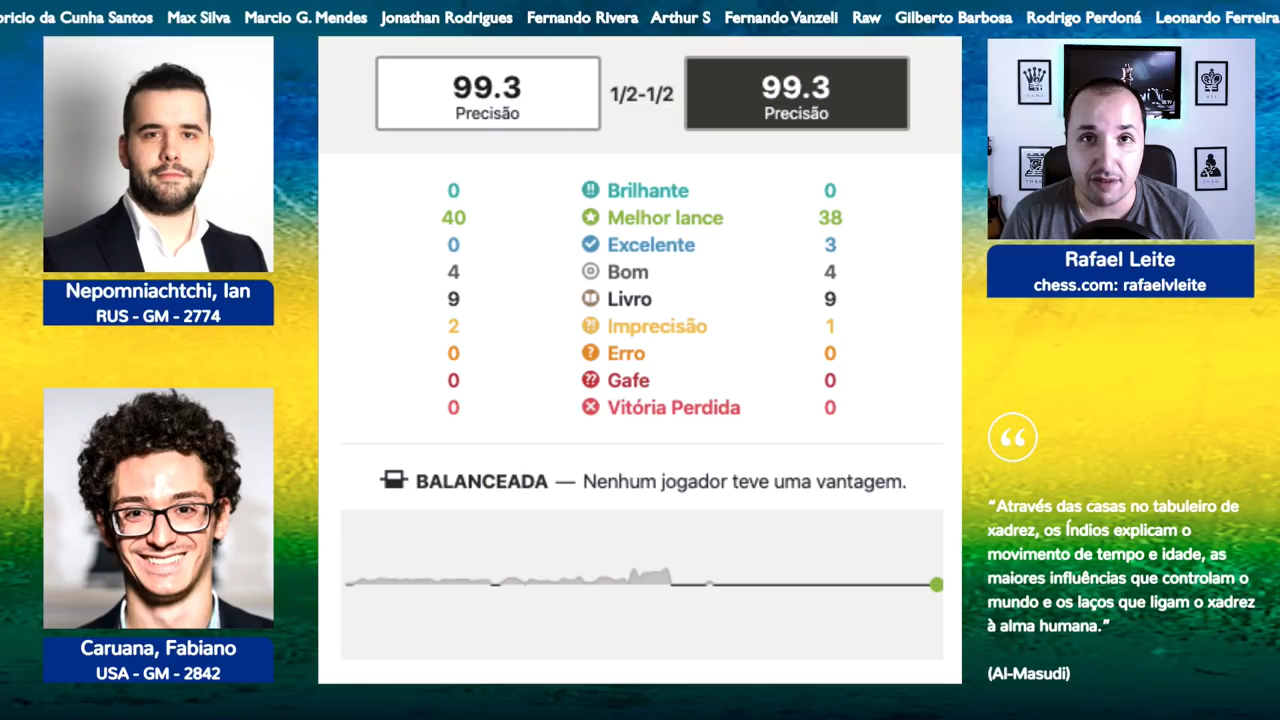 da Cunha Santos Max Silva Marcio G. Mendes Jonathan Rodrigues Fernando Rivera Arthur S Fernando Vanzeli Raw Gilberto Barbosa Rodrigo Perdoná Leonardo Ferreira
Nepomniachtchi, Ian
RUS - GM - 2774
Caruana, Fabiano
USA - GM - 2842
99.3
Precisão
1/2-1/2
99.3
Precisão
0 Brilhante 0
40 Melhor lance 38
0 Excelente 3
4 Bom 4
9 Livro 9
2 ?! Imprecisão 1
0 ? Erro 0
0 ?? Gafe 0
0 Vitória Perdida 0
BALANCEADA — Nenhum jogador teve uma vantagem.
Rafael Leite
chess.com: rafaelvleite
“Através das casas no tabuleiro de
xadrez, os Índios explicam o
movimento de tempo e idade, as
maiores influências que controlam o
mundo e os laços que ligam o xadrez
à alma humana.”
(Al-Masudi)